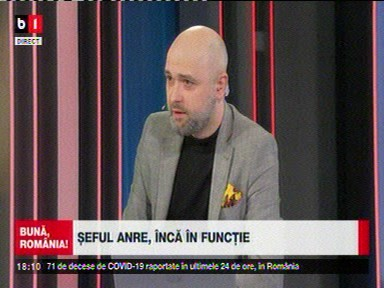 B1
DIRECT
BUNĂ,
ROMÂNIA!
ȘEFUL ANRE, ÎNCĂ ÎN FUNCȚIE
18:10 71 de decese de COVID-19 raportate în ultimele 24 de ore, în România